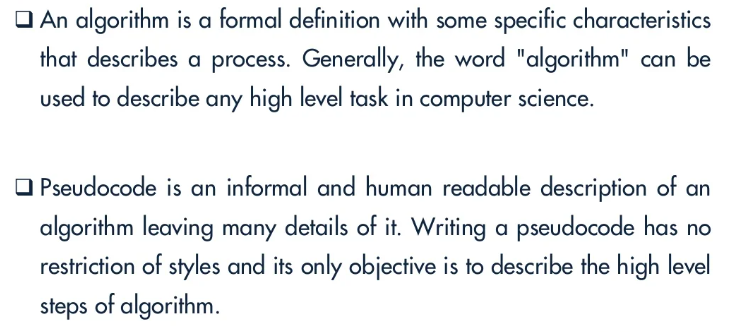 ❑ An algorithm is a formal definition with some specific characteristics
that describes a process. Generally, the word "algorithm" can be
used to describe any high level task in computer science.
❑ Pseudocode is an informal and human readable description of an
algorithm leaving many details of it. Writing a pseudocode has no
restriction of styles and its only objective is to describe the high level
steps of algorithm.